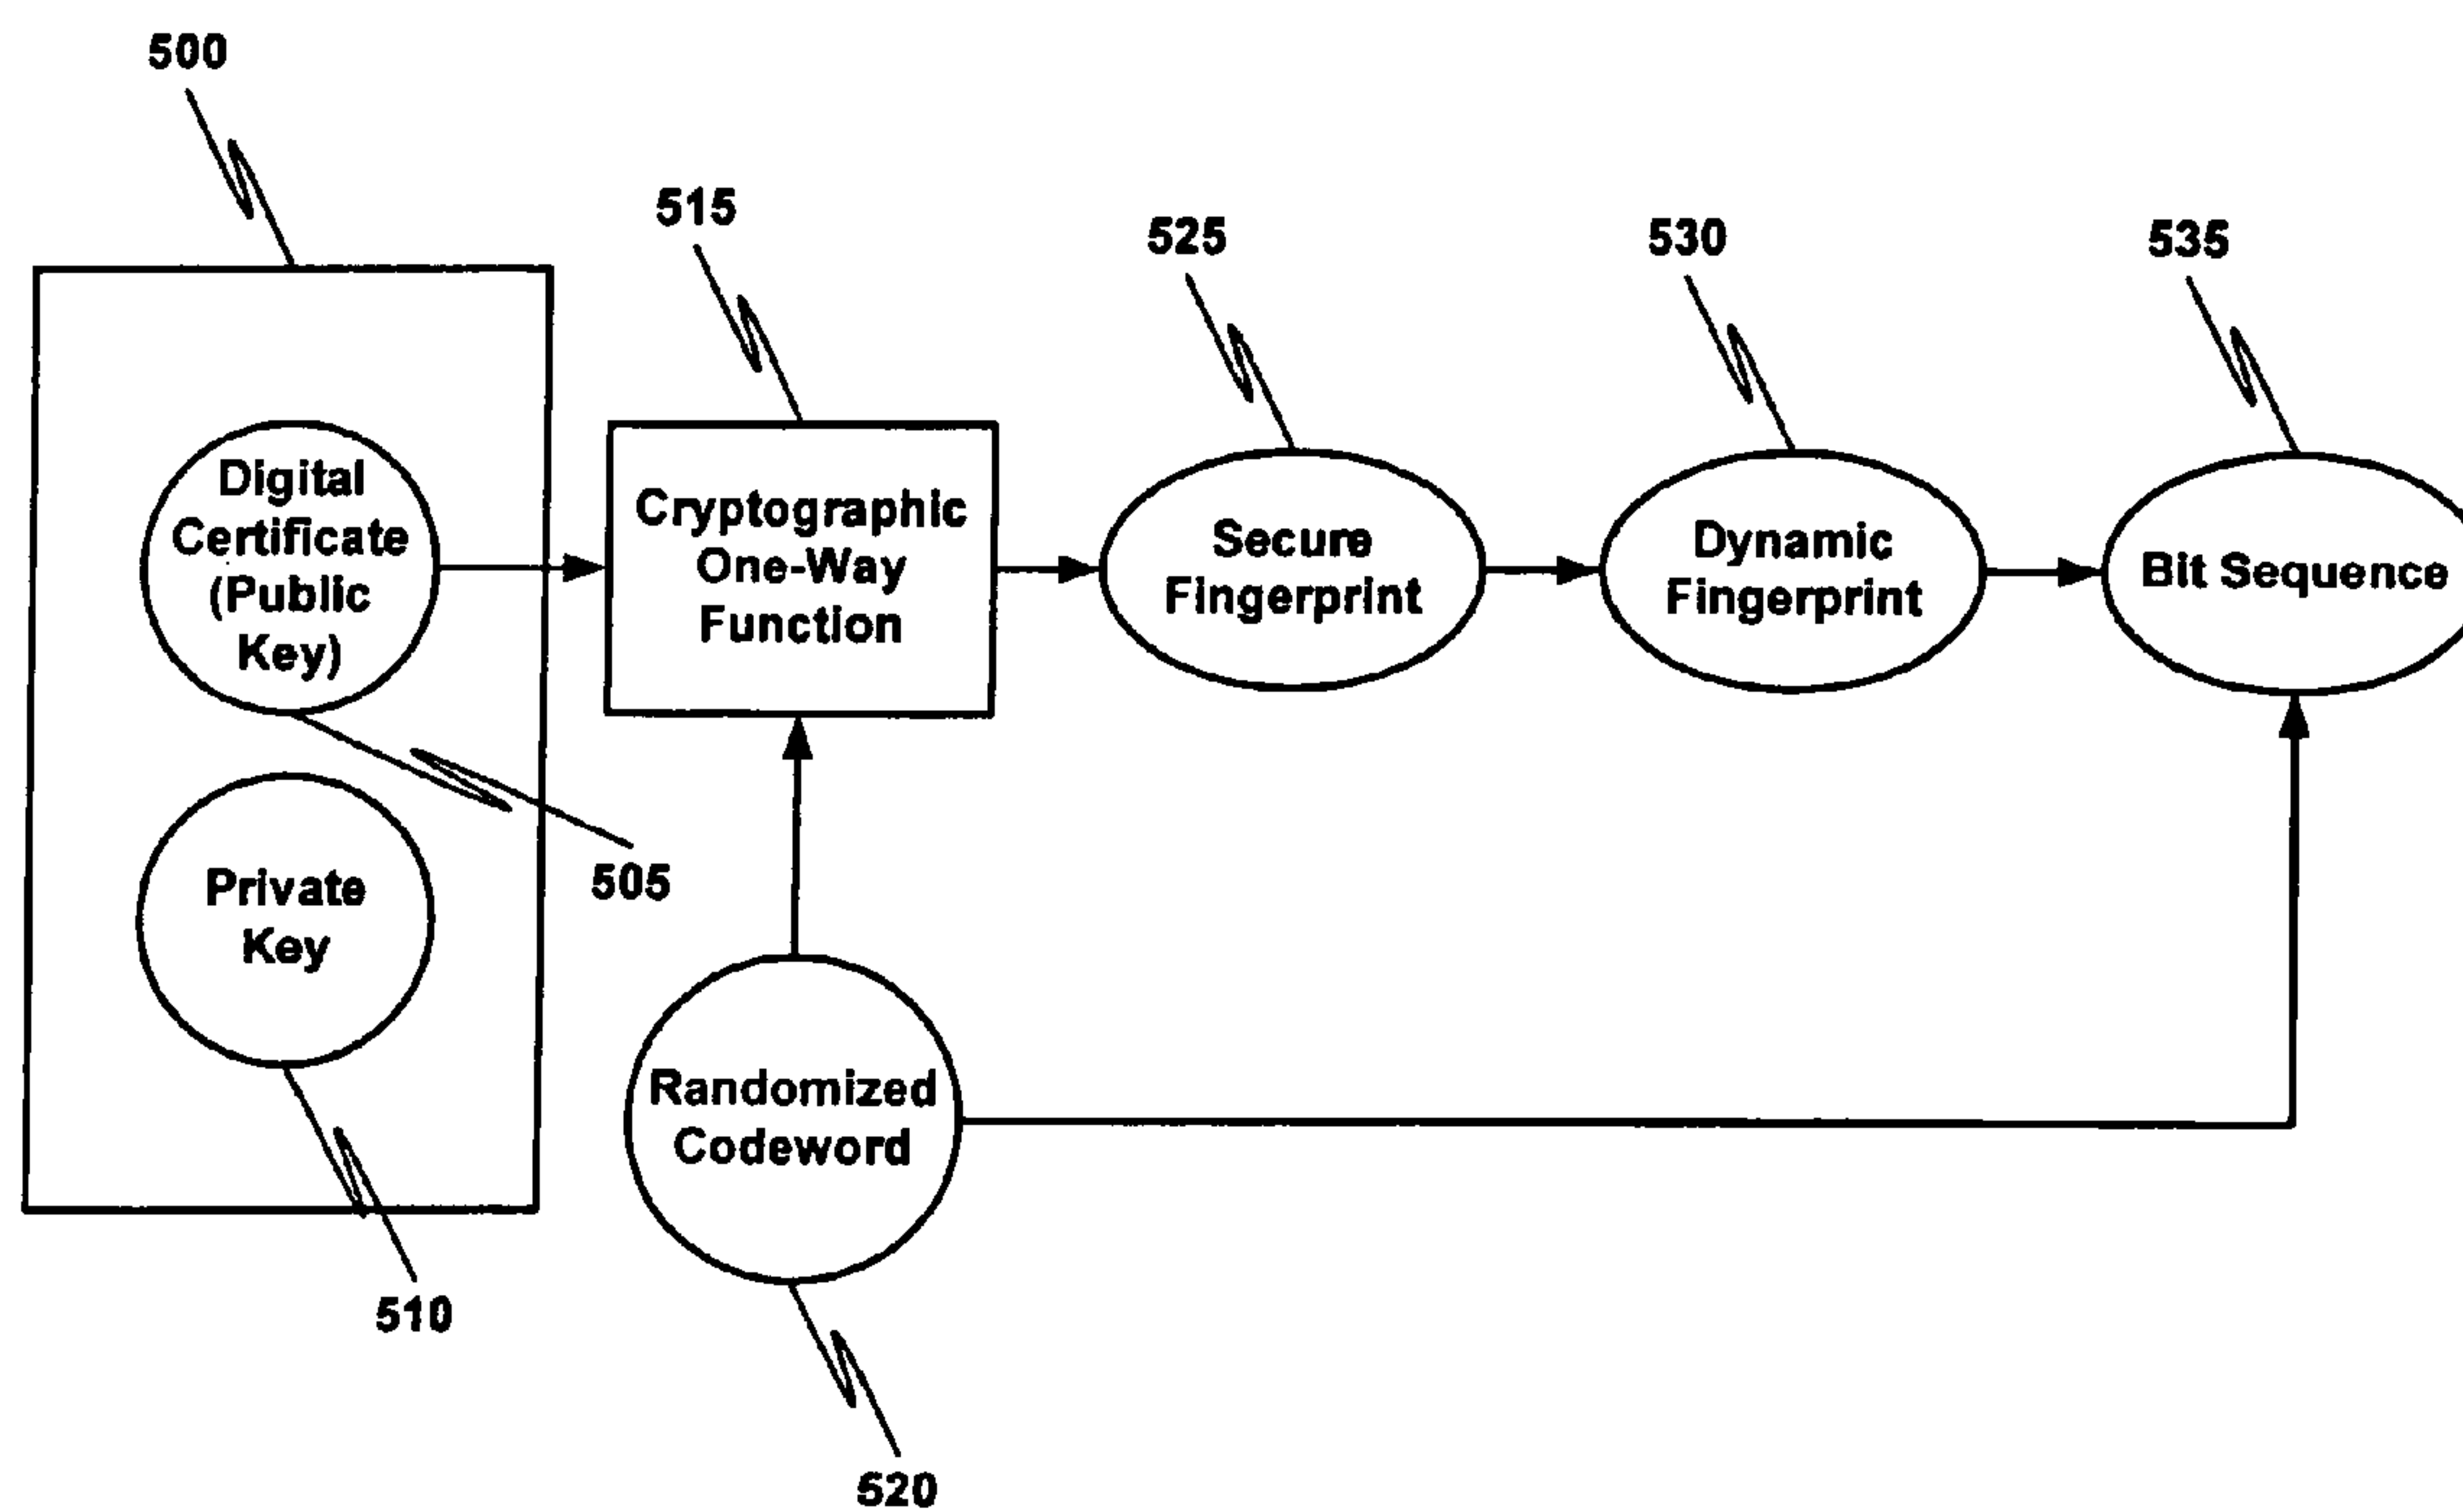 500
515
525
530
535
Digital
Certificate
(Public
Key)
Cryptographic
One-Way
Function
Secure
Fingerprint
Dynamic
Fingerprint
Bit Sequence
505
Private
Key
510
Randomized
Codeword
520